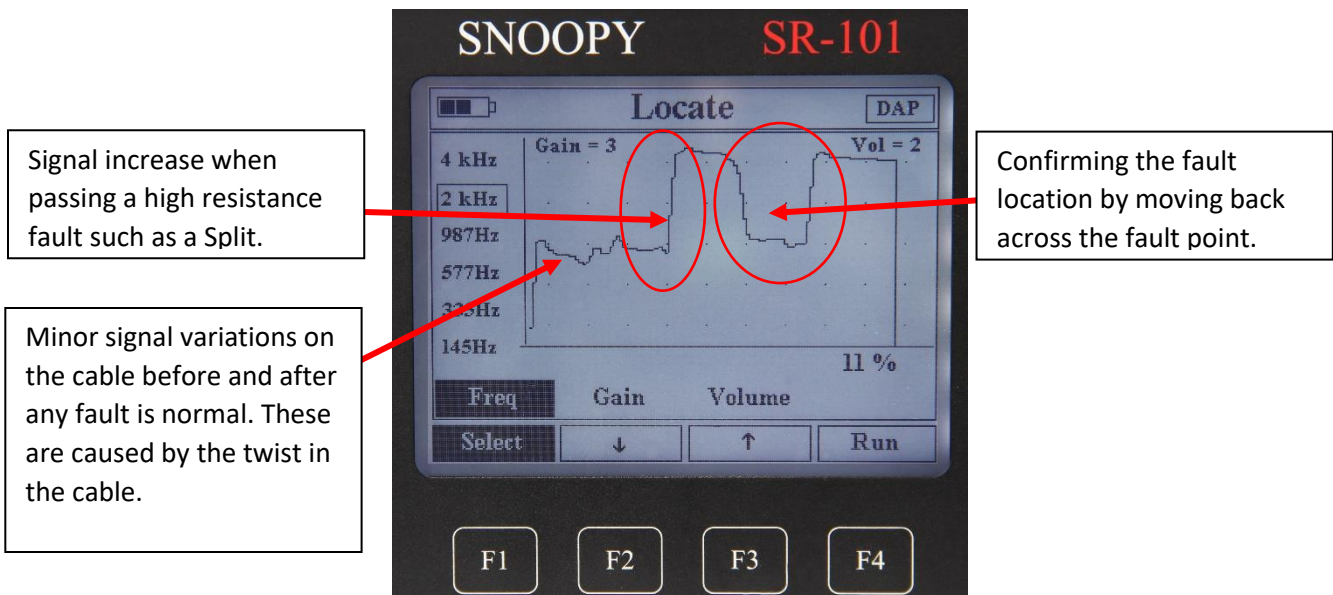 SNOOPY SR-101
Locate DAP
Gain = 3 Vol = 2
4 kHz
2 kHz
987Hz
577Hz
323Hz
145Hz
11 %
Freq Gain Volume
Select ↓ ↑ Run
F1 F2 F3 F4
Signal increase when
passing a high resistance
fault such as a Split.
Minor signal variations on
the cable before and after
any fault is normal. These
are caused by the twist in
the cable.
Confirming the fault
location by moving back
across the fault point.